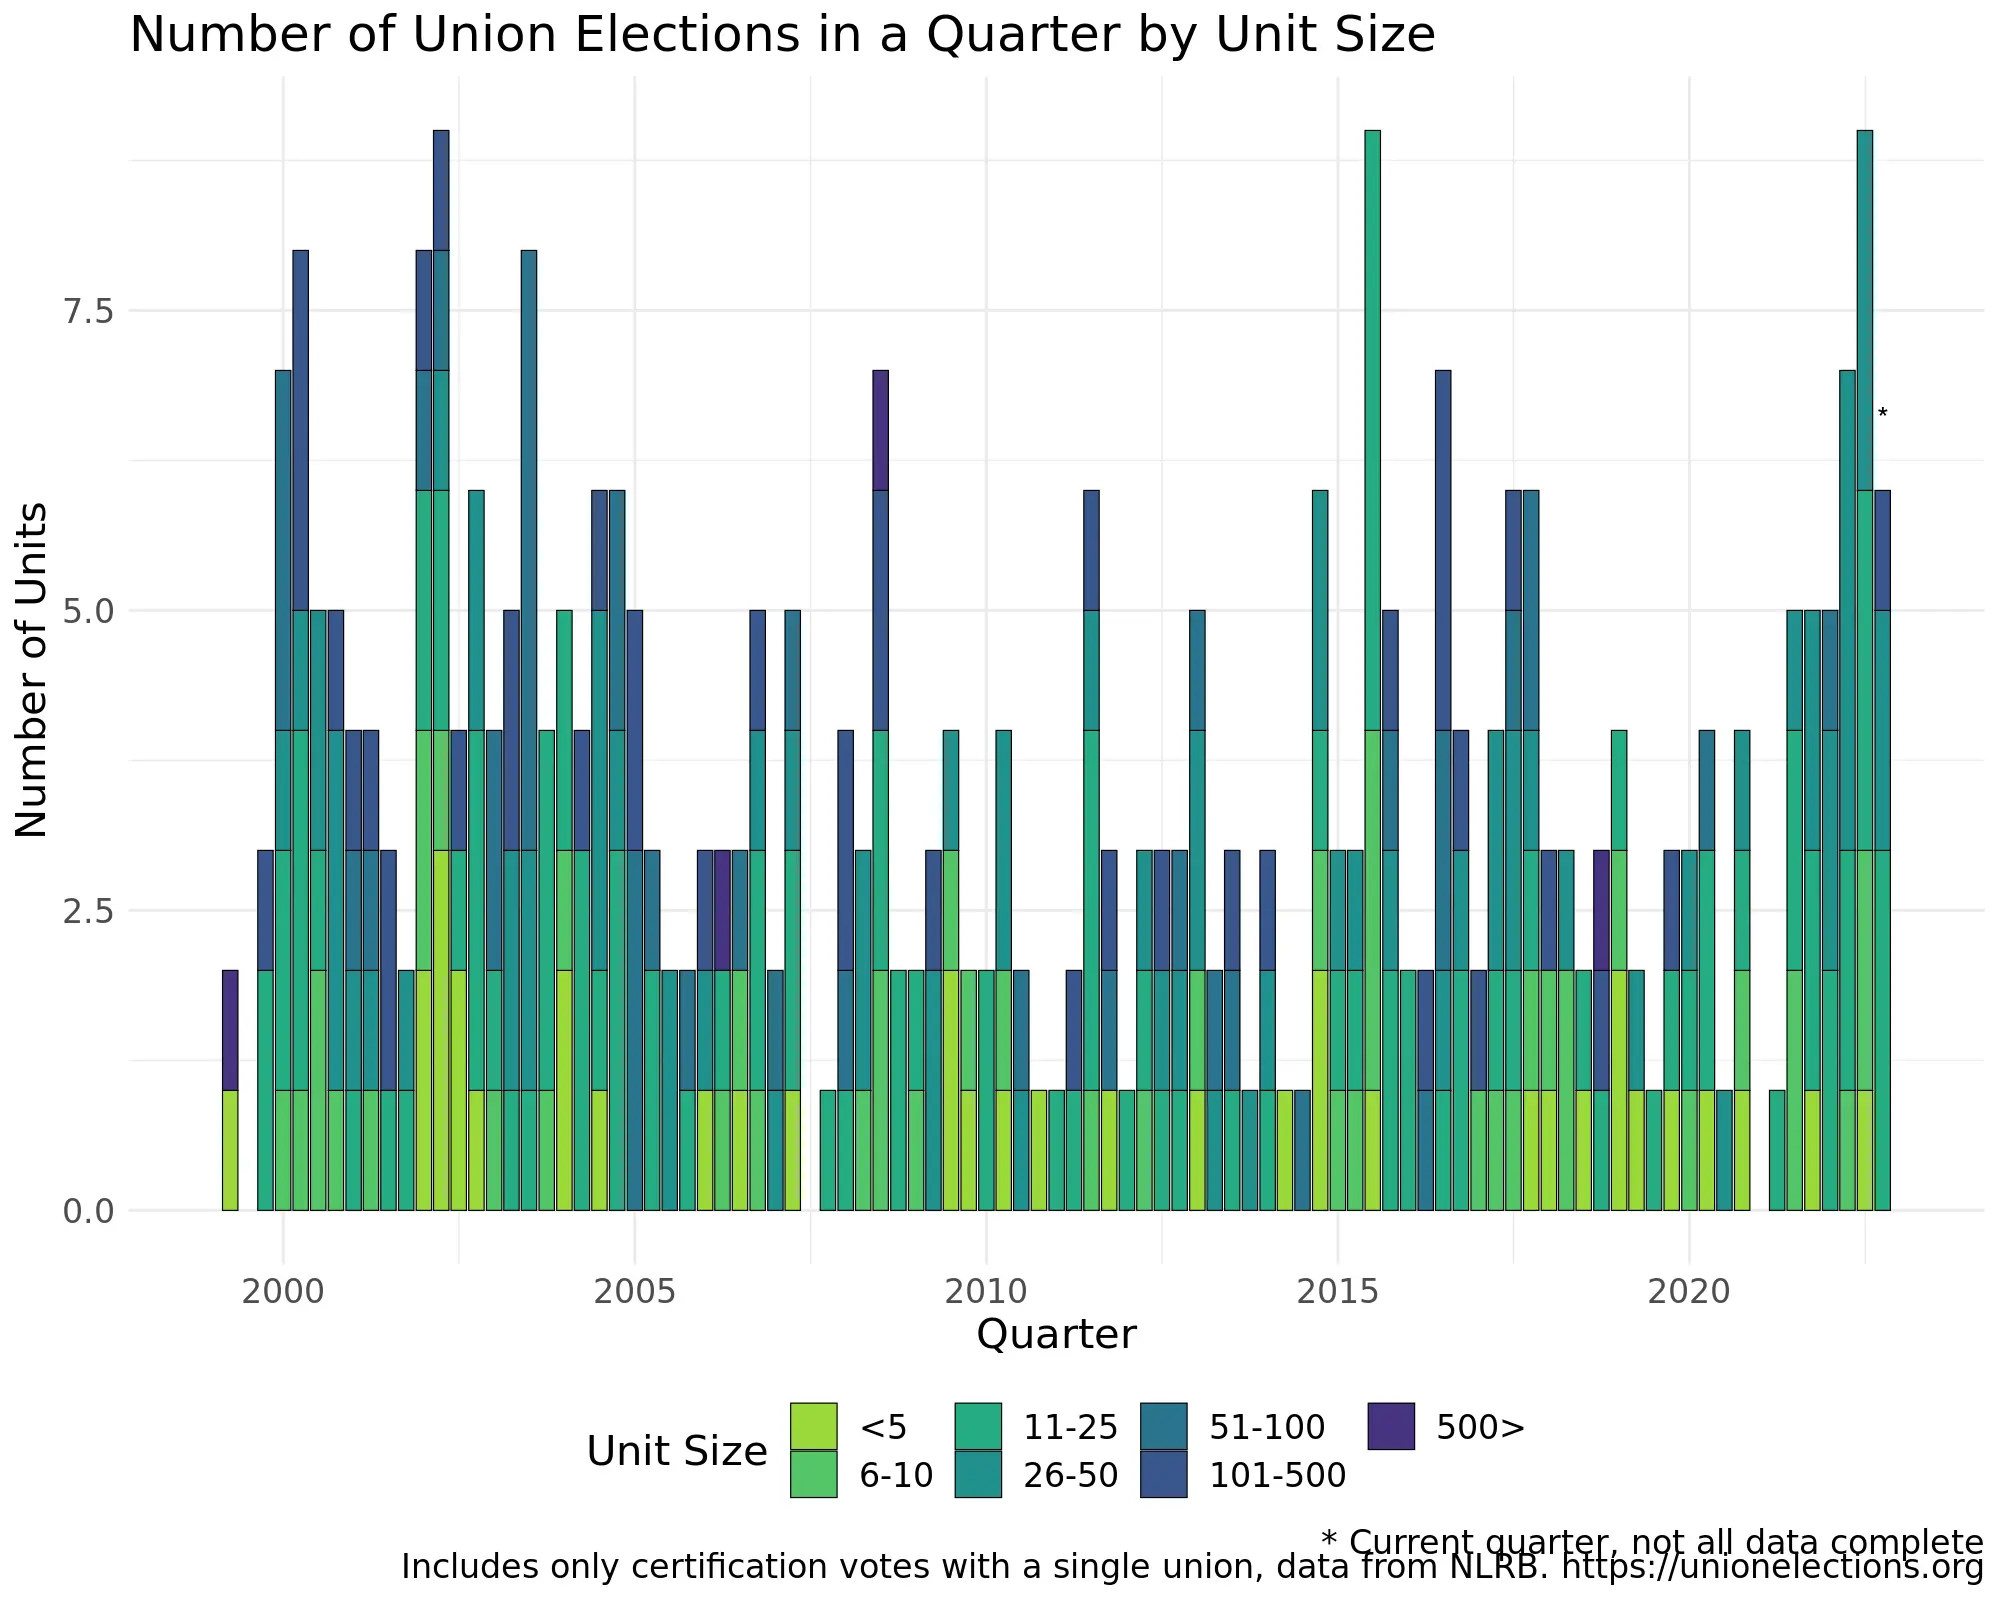 Number of Union Elections in a Quarter by Unit Size
Number of Units
7.5
5.0
2.5
0.0
*
2000 2005 2010 2015 2020
Quarter
Unit Size
<5 11-25 51-100 500>
6-10 26-50 101-500
* Current quarter, not all data complete
Includes only certification votes with a single union, data from NLRB. https://unionelections.org